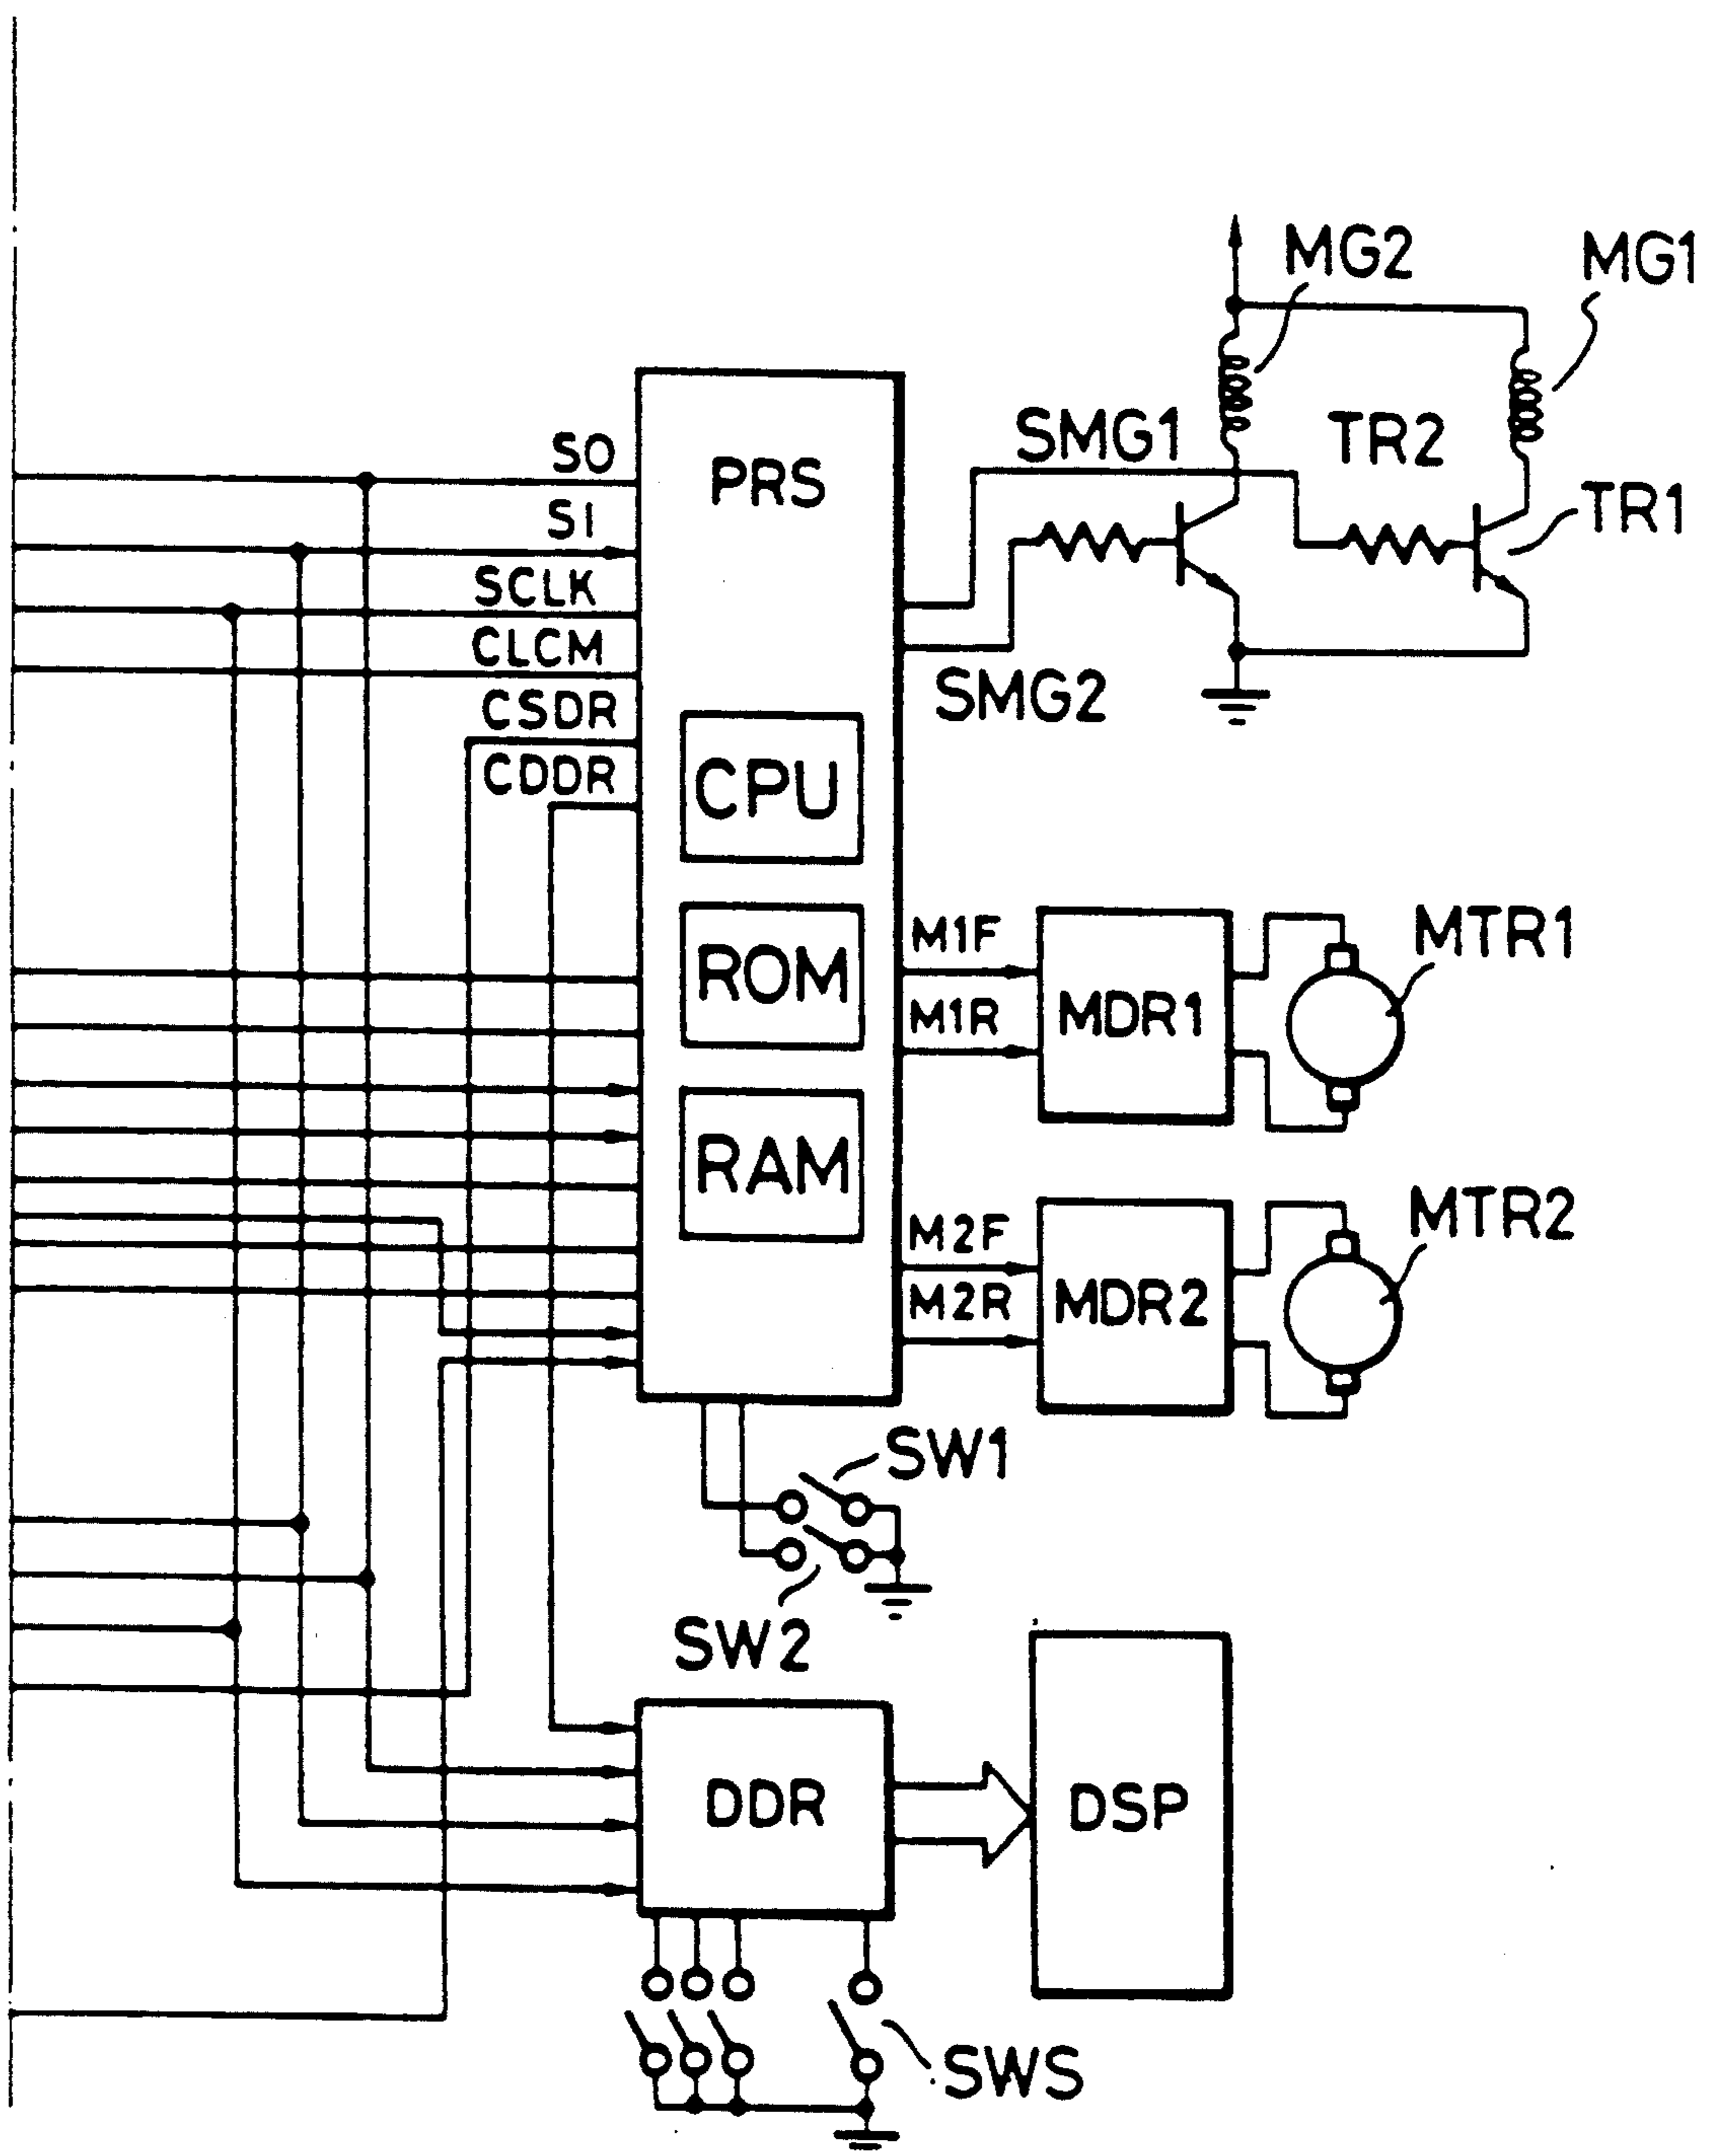 MG2
MG1
SMG1
TR2
SO
PRS
SI
TR1
SCLK
CLCM
CSDR
SMG2
CDDR
CPU
M1F
MTR1
ROM
M1R
MDR1
RAM
MTR2
M2F
M2R
MDR2
SW1
SW2
DDR
DSP
SWS